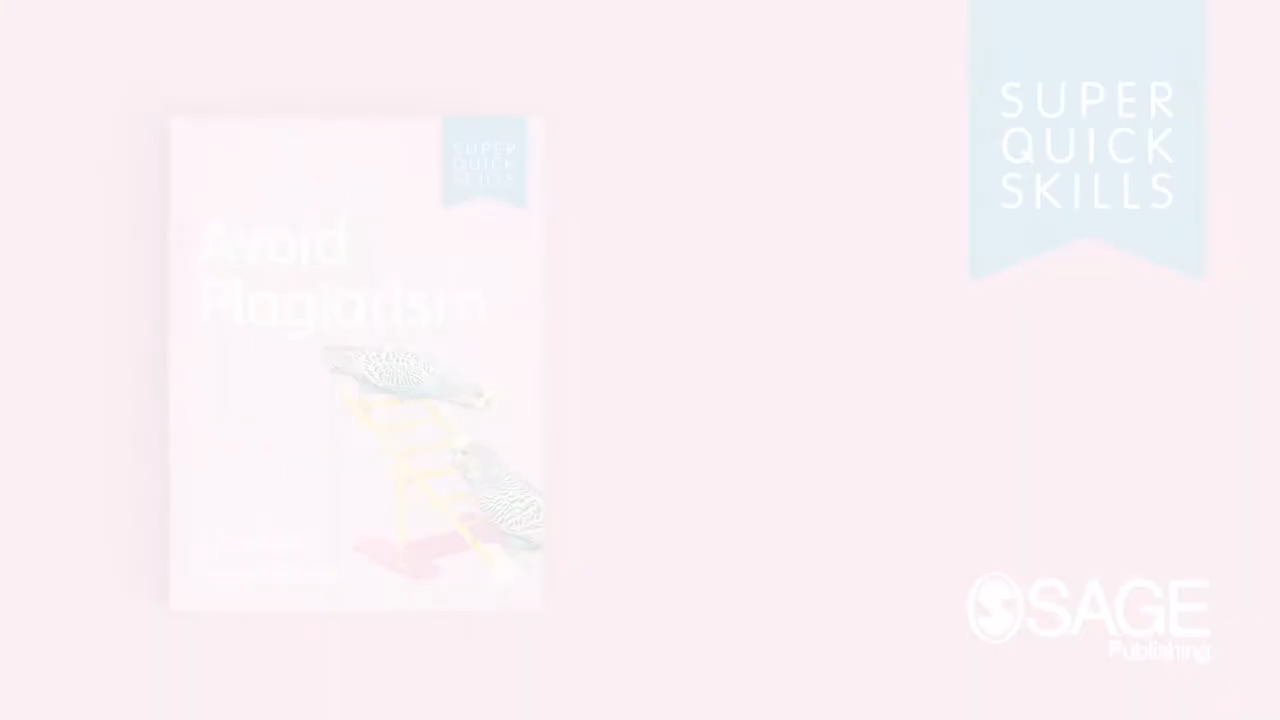 SUPER
QUICK
SKILLS
Avoid
Plagiarism
SUPER
QUICK
SKILLS
SAGE
Publishing